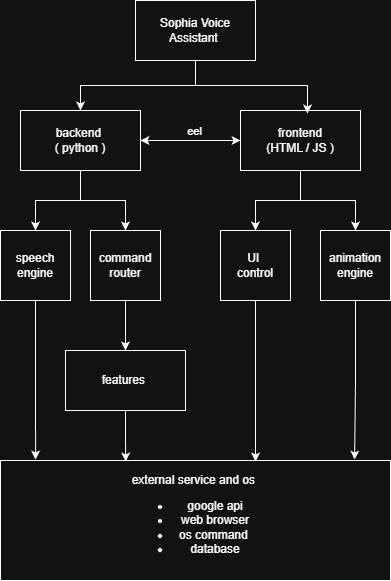 Sophia Voice
Assistant
backend
( python )
eel
frontend
(HTML / JS )
speech
engine
command
router
UI
control
animation
engine
features
external service and os
• google api
• web browser
• os command
• database